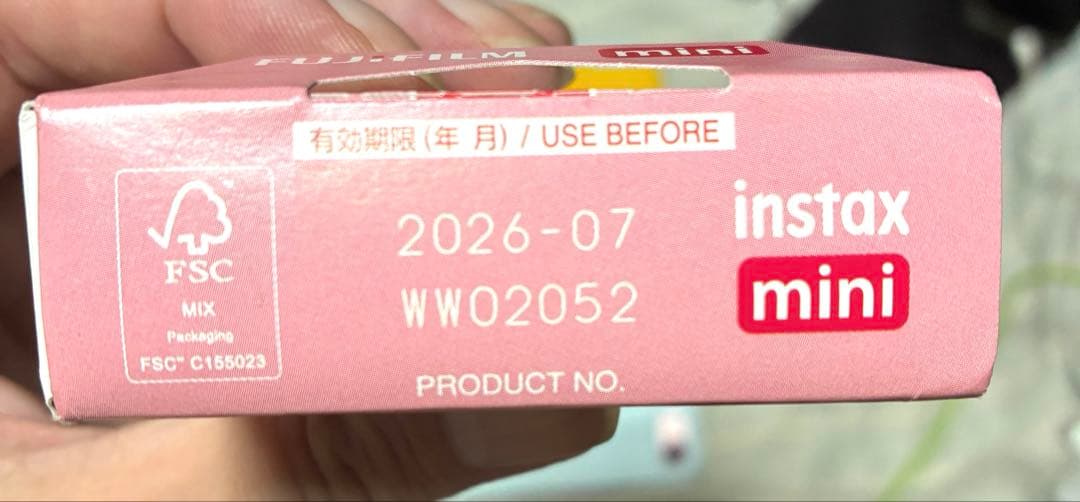 FUJIFILM mini
有効期限 (年 月) / USE BEFORE
2026-07
WW02052
PRODUCT NO.
instax
mini
FSC
MIX
Packaging
FSC™ C155023